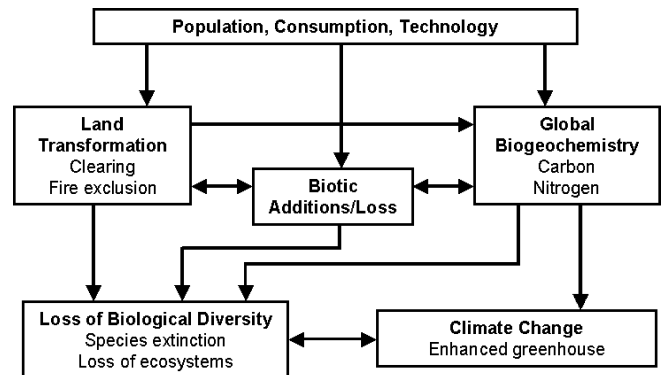 Population, Consumption, Technology
Land
Transformation
Clearing
Fire exclusion
Biotic
Additions/Loss
Global
Biogeochemistry
Carbon
Nitrogen
Loss of Biological Diversity
Species extinction
Loss of ecosystems
Climate Change
Enhanced greenhouse